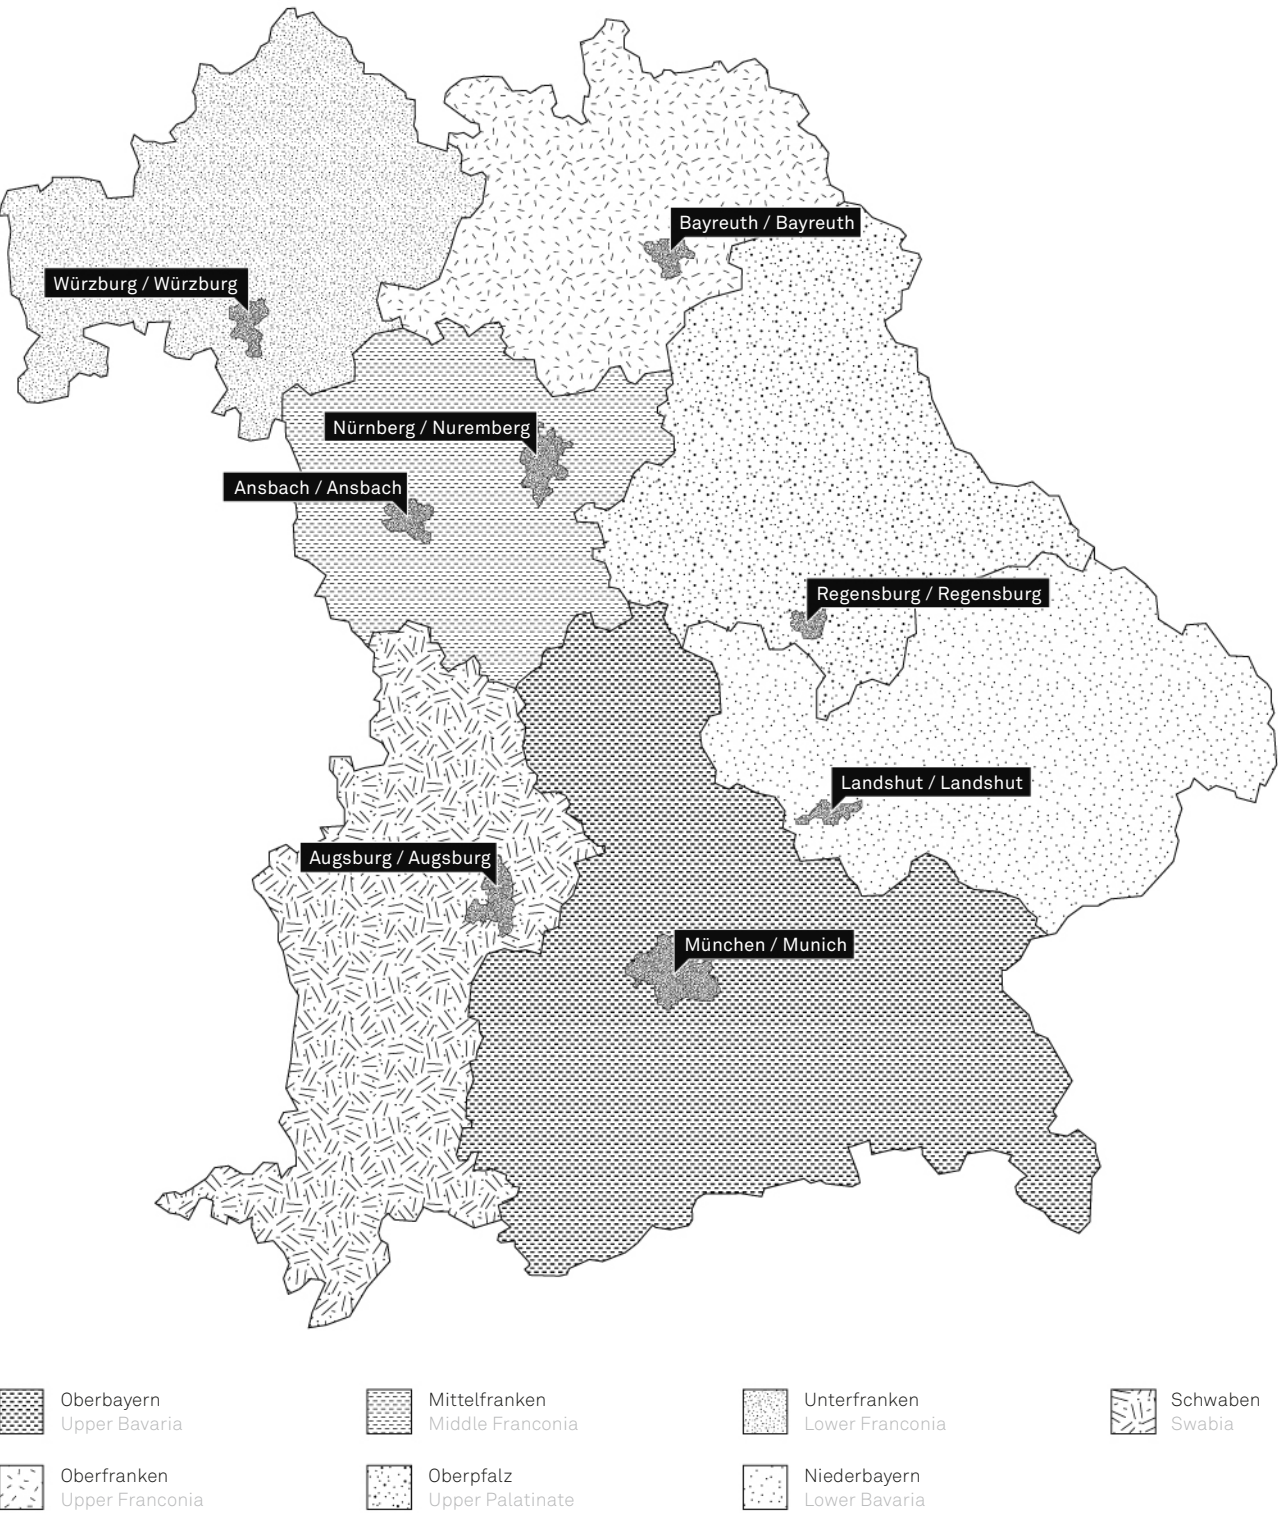 Bayreuth / Bayreuth
Würzburg / Würzburg
Nürnberg / Nuremberg
Ansbach / Ansbach
Regensburg / Regensburg
Landshut / Landshut
Augsburg / Augsburg
München / Munich
Oberbayern
Upper Bavaria
Mittelfranken
Middle Franconia
Unterfranken
Lower Franconia
Schwaben
Swabia
Oberfranken
Upper Franconia
Oberpfalz
Upper Palatinate
Niederbayern
Lower Bavaria